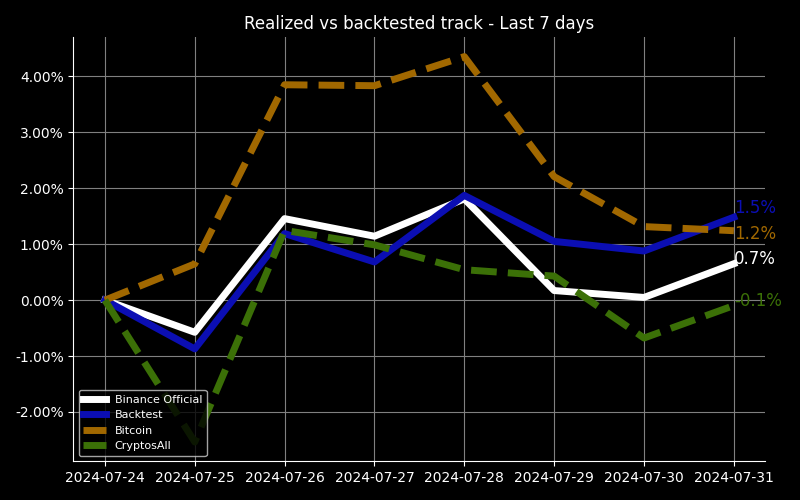 Realized vs backtested track - Last 7 days
4.00%
3.00%
2.00%
1.00%
0.00%
-1.00%
-2.00%
1.5%
1.2%
0.7%
-0.1%
Binance Official
Backtest
Bitcoin
CryptosAll
2024-07-24 2024-07-25 2024-07-26 2024-07-27 2024-07-28 2024-07-29 2024-07-30 2024-07-31